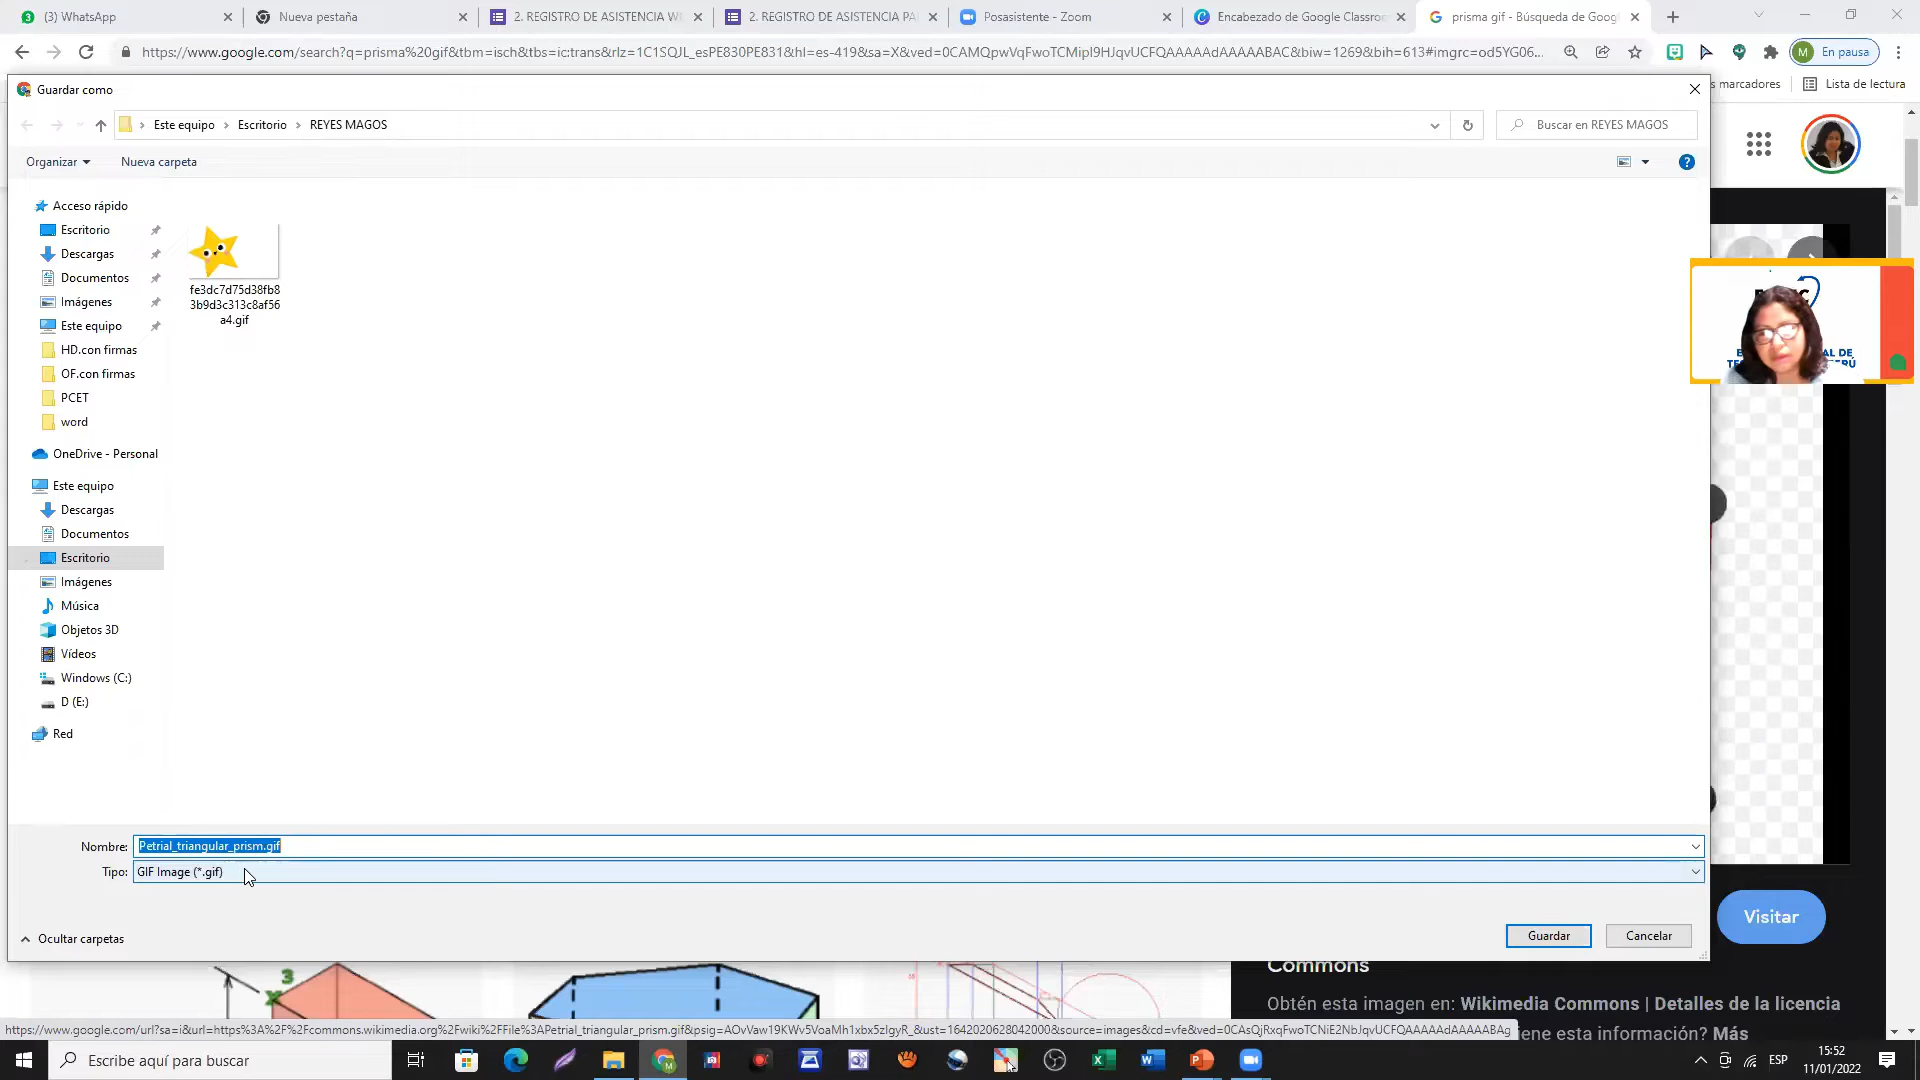 (3) WhatsApp
Nueva pestaña
2. REGISTRO DE ASISTENCIA WI
2. REGISTRO DE ASISTENCIA PA
Posasistente - Zoom
Encabezado de Google Classroo
prisma gif - Búsqueda de Goog
https://www.google.com/search?q=prisma%20gif&tbm=isch&tbs=ic:trans&rlz=1C1SQJL_esPE830PE831&hl=es-419&sa=X&ved=0CAMQpwVqFwoTCMipl9HJqvUCFQAAAAAdAAAAABAC&biw=1269&bih=613#imgrc=od5YG06...
M En pausa
s marcadores
Lista de lectura
Guardar como
Este equipo
Escritorio
REYES MAGOS
Buscar en REYES MAGOS
Organizar
Nueva carpeta
Acceso rápido
Escritorio
Descargas
Documentos
Imágenes
Este equipo
HD.con firmas
OF.con firmas
PCET
word
OneDrive - Personal
Este equipo
Descargas
Documentos
Escritorio
Imágenes
Música
Objetos 3D
Vídeos
Windows (C:)
D (E:)
Red
fe3dc7d75d38fb8
3b9d3c313c8af56
a4.gif
Nombre: Petrial_triangular_prism.gif
Tipo: GIF Image (*.gif)
Ocultar carpetas
Guardar
Cancelar
Visitar
Commons
Obtén esta imagen en: Wikimedia Commons | Detalles de la licencia
iene esta información? Más
3
https://www.google.com/url?sa=i&url=https%3A%2F%2Fcommons.wikimedia.org%2Fwiki%2FFile%3APetrial_triangular_prism.gif&psig=AOvVaw19KWv5VoaMh1xbx5zIgyR_&ust=1642020628042000&source=images&cd=vfe&ved=0CAsQjRxqFwoTCNiE2NbJqvUCFQAAAAAdAAAAABAg
Escribe aquí para buscar
ESP
15:52
11/01/2022